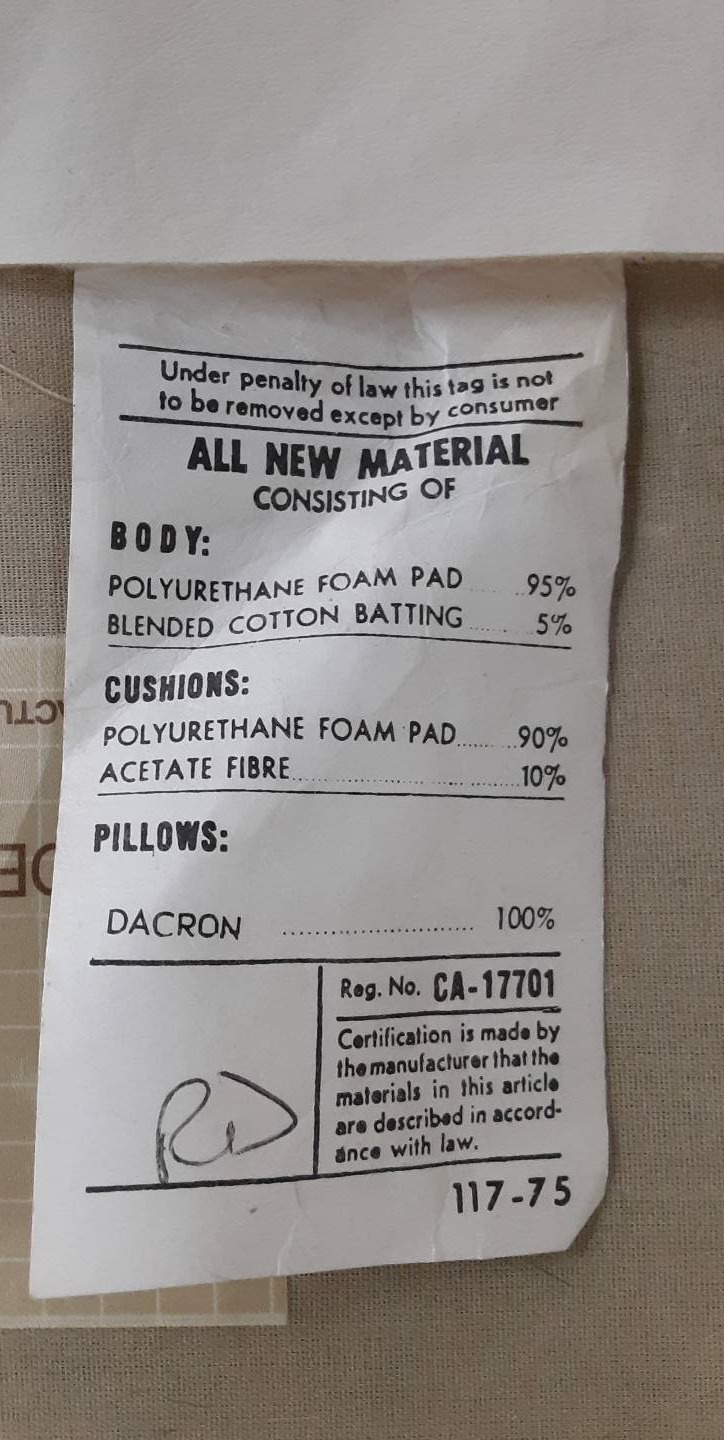 Under penalty of law this tag is not
to be removed except by consumer
ALL NEW MATERIAL
CONSISTING OF
BODY:
POLYURETHANE FOAM PAD ..... 95%
BLENDED COTTON BATTING ...... 5%
CUSHIONS:
POLYURETHANE FOAM PAD ....... 90%
ACETATE FIBRE .......................... 10%
PILLOWS:
DACRON ............................ 100%
Reg. No. CA-17701
Certification is made by
the manufacturer that the
materials in this article
are described in accord-
ance with law.
RD
117-75